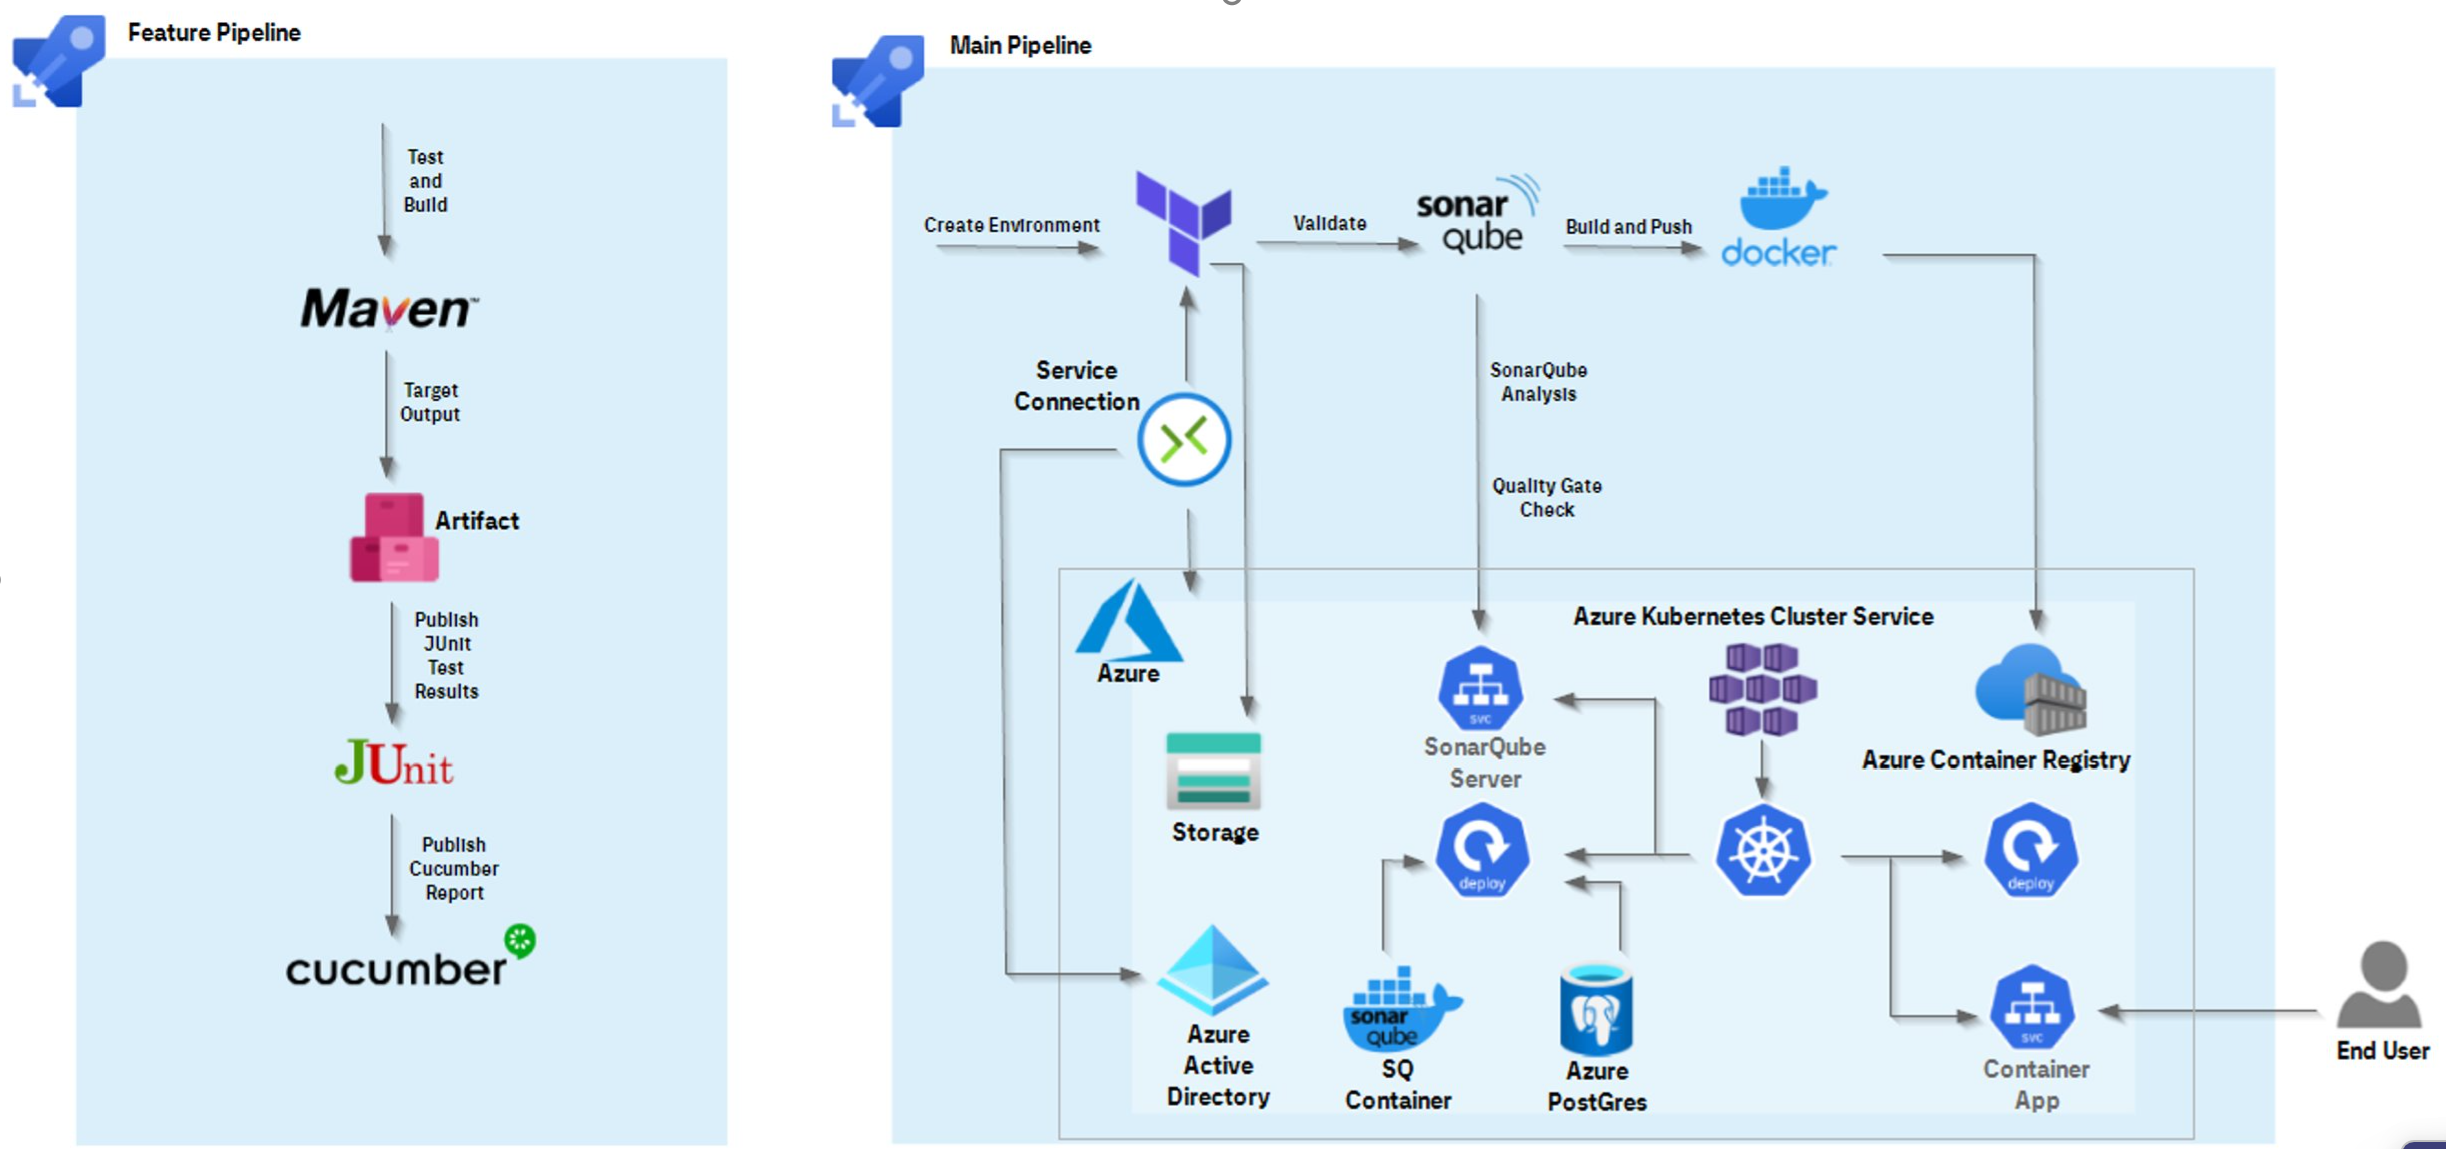 Feature Pipeline
Test
and
Build
Maven™
Target
Output
Artifact
Publish
JUnit
Test
Results
JUnit
Publish
Cucumber
Report
cucumber
Main Pipeline
Create Environment
Validate
sonar
qube
Build and Push
docker
Service
Connection
SonarQube
Analysis
Quality Gate
Check
Azure
Azure Kubernetes Cluster Service
svc
SonarQube
Server
Azure Container Registry
Storage
deploy
deploy
Azure
Active
Directory
sonar
qube
SQ
Container
Azure
PostGres
svc
Container
App
End User